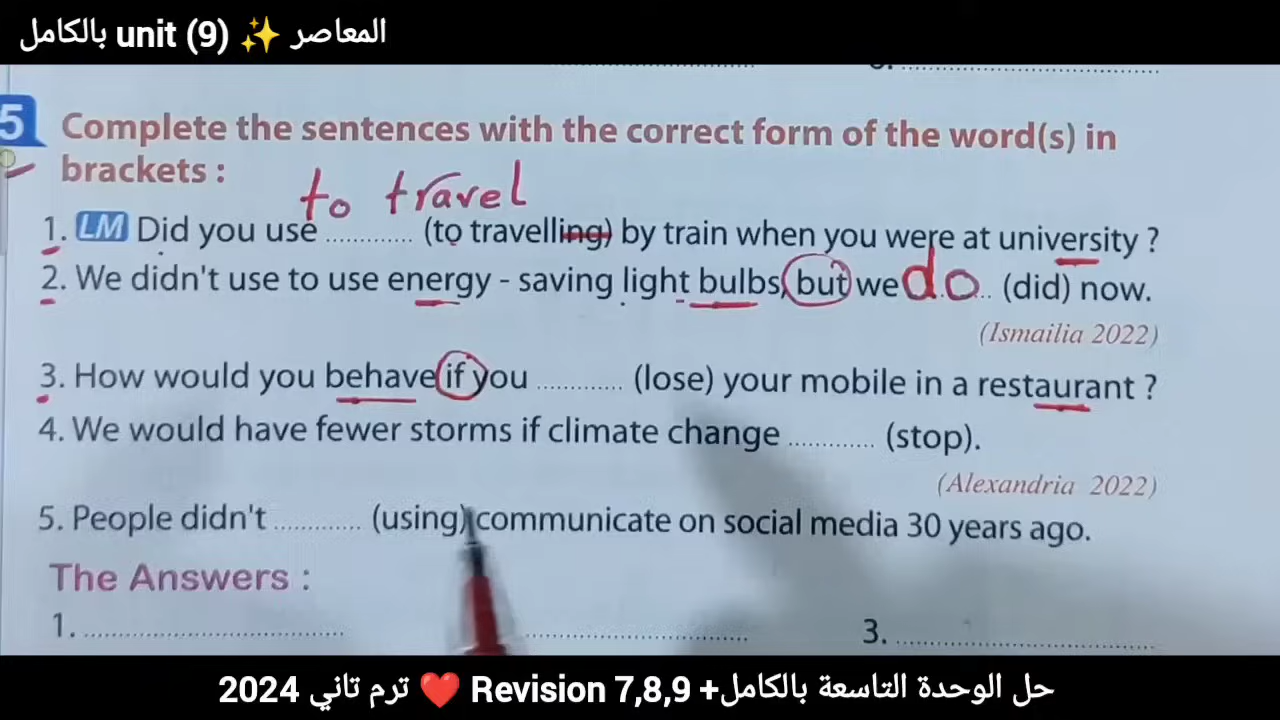 المعاصر ✨ unit (9) بالكامل
5 Complete the sentences with the correct form of the word(s) in
brackets :
to travel
1. LM Did you use ............ (to travelling) by train when you were at university ?
2. We didn't use to use energy - saving light bulbs, but we do (did) now.
(Ismailia 2022)
3. How would you behave if you ............ (lose) your mobile in a restaurant ?
4. We would have fewer storms if climate change ............ (stop).
(Alexandria 2022)
5. People didn't ............ (using) communicate on social media 30 years ago.
The Answers :
1. ............ ............ 3. ............
حل الوحدة التاسعة بالكامل+ Revision 7,8,9 ❤️ ترم تاني 2024